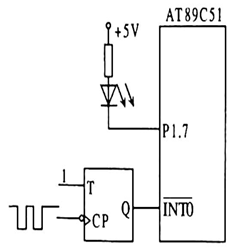 AT89C51
+5V
P1.7
1
T
Q
INT0
CP